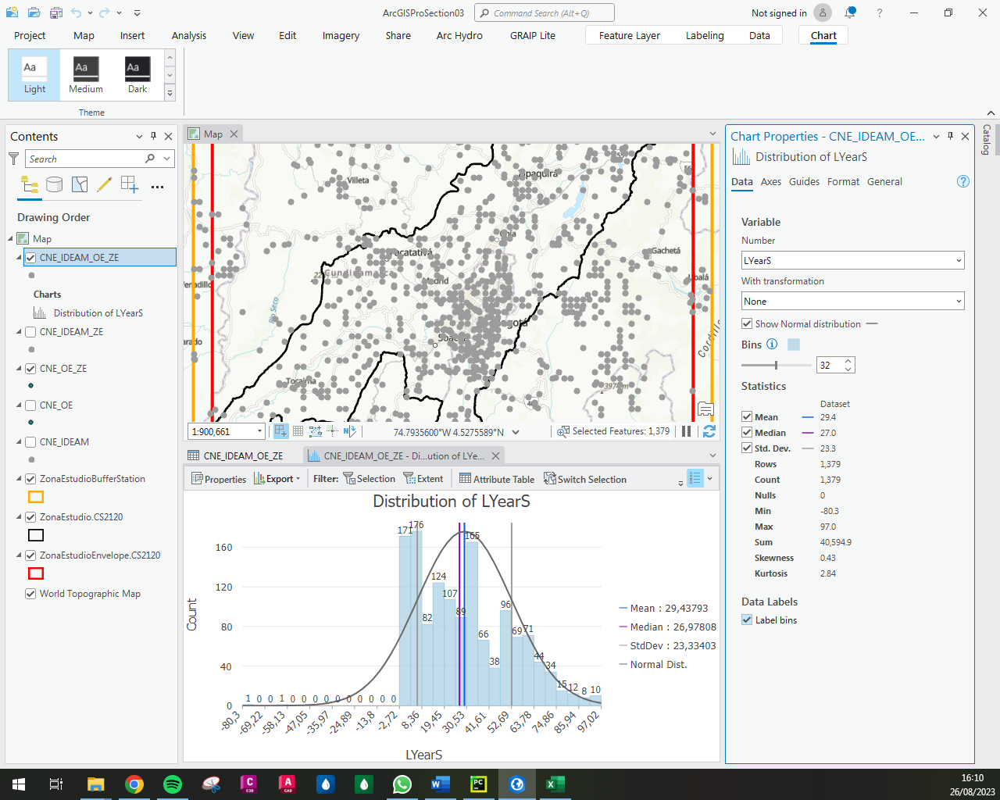 ArcGISProSection03
Command Search (Alt+Q)
Not signed in
?
Project
Map
Insert
Analysis
View
Edit
Imagery
Share
Arc Hydro
GRAIP Lite
Feature Layer
Labeling
Data
Chart
Aa
Aa
Aa
Light
Medium
Dark
Theme
Contents
Search
Drawing Order
Map
CNE_IDEAM_OE_ZE
Charts
Distribution of LYearS
CNE_IDEAM_ZE
CNE_OE_ZE
CNE_OE
CNE_IDEAM
ZonaEstudioBufferStation
ZonaEstudio.CS2120
ZonaEstudioEnvelope.CS2120
World Topographic Map
Map
Villeta
Zipaquirá
Chía
Facatativá
Gachetá
Cundinamarca
Madrid
Venadillo
Río Seco
Soacha
Tocaima
3974 m
1:900,661
74.7935600°W 4.5275589°N
Selected Features: 1,379
CNE_IDEAM_OE_ZE
CNE_IDEAM_OE_ZE - Di...ution of LYe...
Properties
Export
Filter:
Selection
Extent
Attribute Table
Switch Selection
Distribution of LYearS
Count
160
120
80
40
0
1 0 0 1 0 0 0 0 0 0 0 0 0 0 171 176 82 124 107 89 165 66 38 96 69 71 44 34 15 12 8 10
-80,3 -69,22 -58,13 -47,05 -35,97 -24,89 -13,8 -2,72 8,36 19,45 30,53 41,61 52,69 63,78 74,86 85,94 97,02
LYearS
Mean : 29,43793
Median : 26,97808
StdDev : 23,33403
Normal Dist.
Chart Properties - CNE_IDEAM_OE...
Distribution of LYearS
Data
Axes
Guides
Format
General
?
Variable
Number
LYearS
With transformation
None
Show Normal distribution
Bins
32
Statistics
Dataset
Mean 29.4
Median 27.0
Std. Dev. 23.3
Rows 1,379
Count 1,379
Nulls 0
Min -80.3
Max 97.0
Sum 40,594.9
Skewness 0.43
Kurtosis 2.84
Data Labels
Label bins
Catalog
16:10
26/08/2023